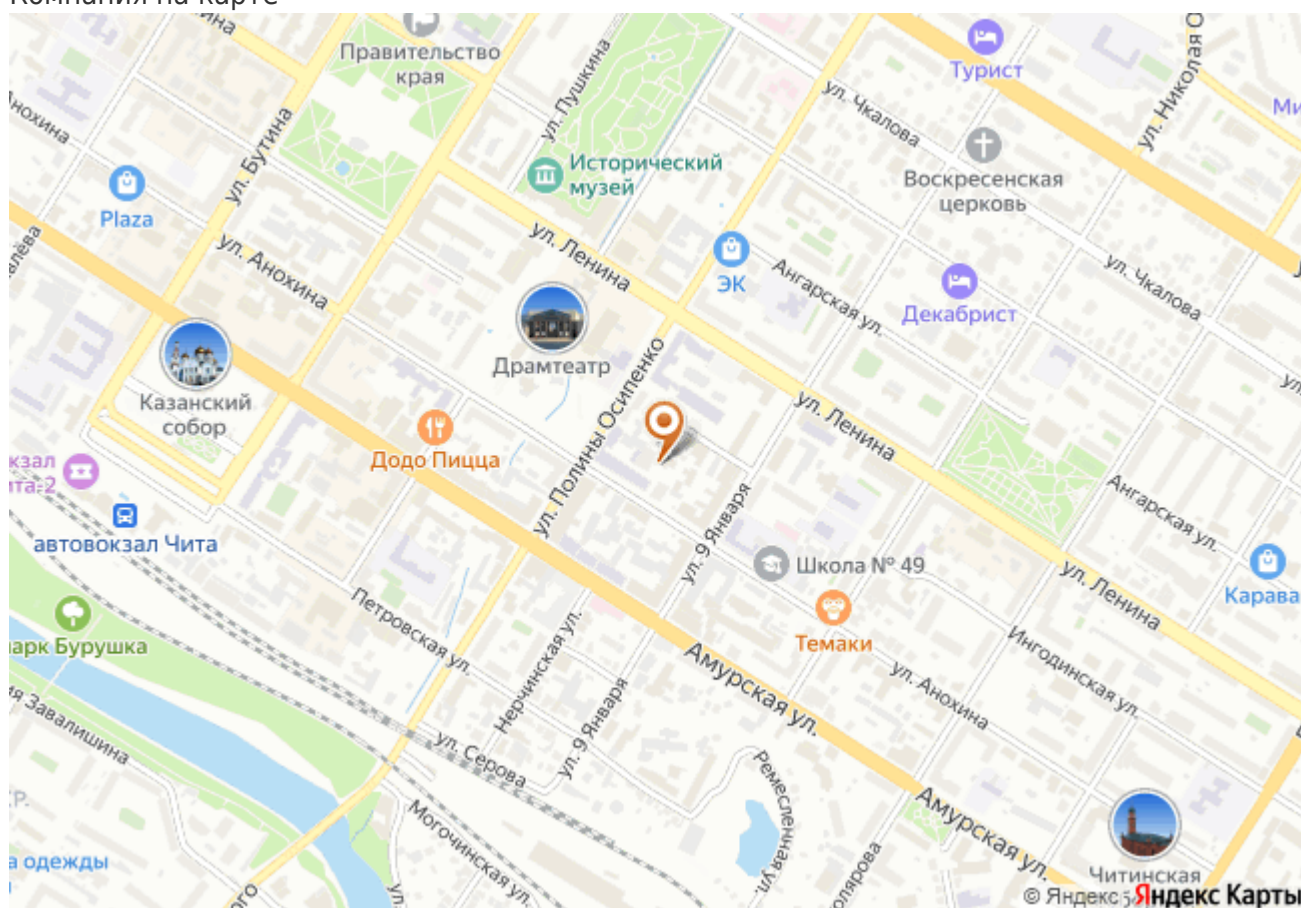 Компания на карте
Правительство
края
ул. Пушкина
Турист
ул. Чкалова
ул. Бутина
Исторический
музей
Воскресенская
церковь
Plaza
ул. Анохина
ул. Ленина
ЭК
Ангарская ул.
ул. Чкалова
Декабрист
Драмтеатр
Казанский
собор
ул. Полины Осипенко
ул. Ленина
Додо Пицца
автовокзал Чита
ул. 9 Января
Школа № 49
Ангарская ул.
ул. Ленина
Темаки
Петровская ул.
Нерчинская ул.
Амурская ул.
ул. Анохина
Ингодинская ул.
ул. 9 Января
ул. Серова
Ремесленная ул.
Могочинская ул.
Амурская ул.
Читинская
© Яндекс
Яндекс Карты